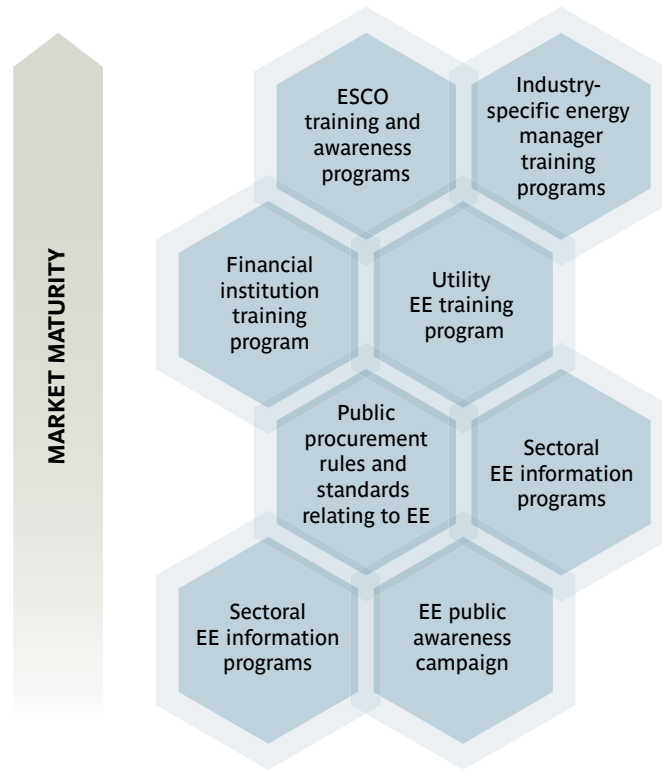 MARKET MATURITY
ESCO
training and
awareness
programs
Industry-
specific energy
manager
training
programs
Financial
institution
training
program
Utility
EE training
program
Public
procurement
rules and
standards
relating to EE
Sectoral
EE information
programs
Sectoral
EE information
programs
EE public
awareness
campaign